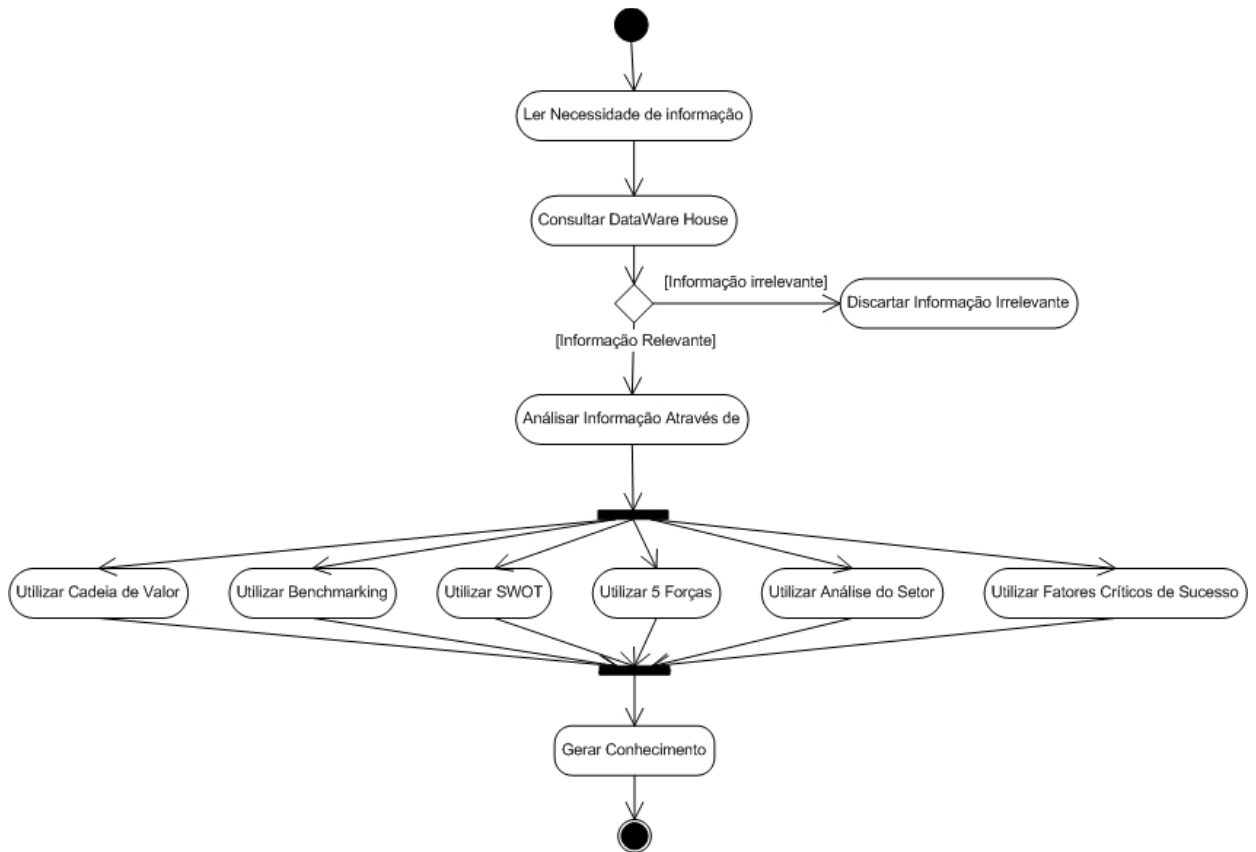 Ler Necessidade de informação
Consultar DataWare House
[Informação irrelevante]
Discartar Informação Irrelevante
[Informação Relevante]
Análisar Informação Através de
Utilizar Cadeia de Valor
Utilizar Benchmarking
Utilizar SWOT
Utilizar 5 Forças
Utilizar Análise do Setor
Utilizar Fatores Críticos de Sucesso
Gerar Conhecimento